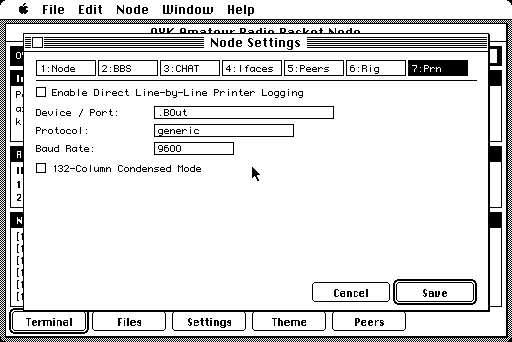 File Edit Node Window Help
Node Settings
1:Node 2:BBS 3:CHAT 4:Ifaces 5:Peers 6:Rig 7:Prn
Enable Direct Line-by-Line Printer Logging
Device / Port: .BOut
Protocol: generic
Baud Rate: 9600
132-Column Condensed Mode
Cancel Save
Terminal Files Settings Theme Peers